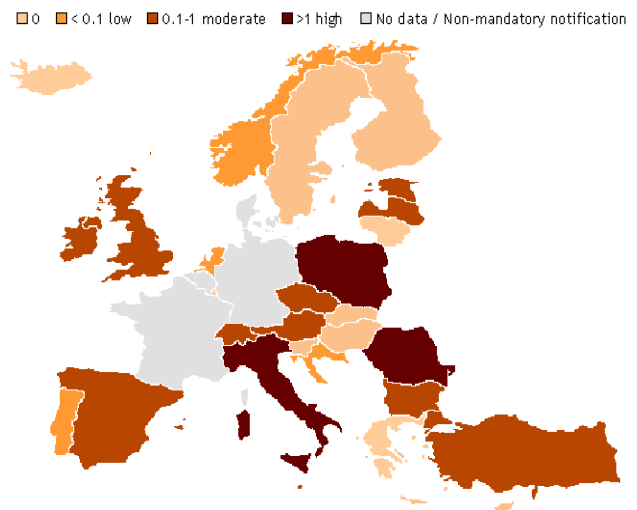 0 < 0.1 low 0.1-1 moderate >1 high No data / Non-mandatory notification